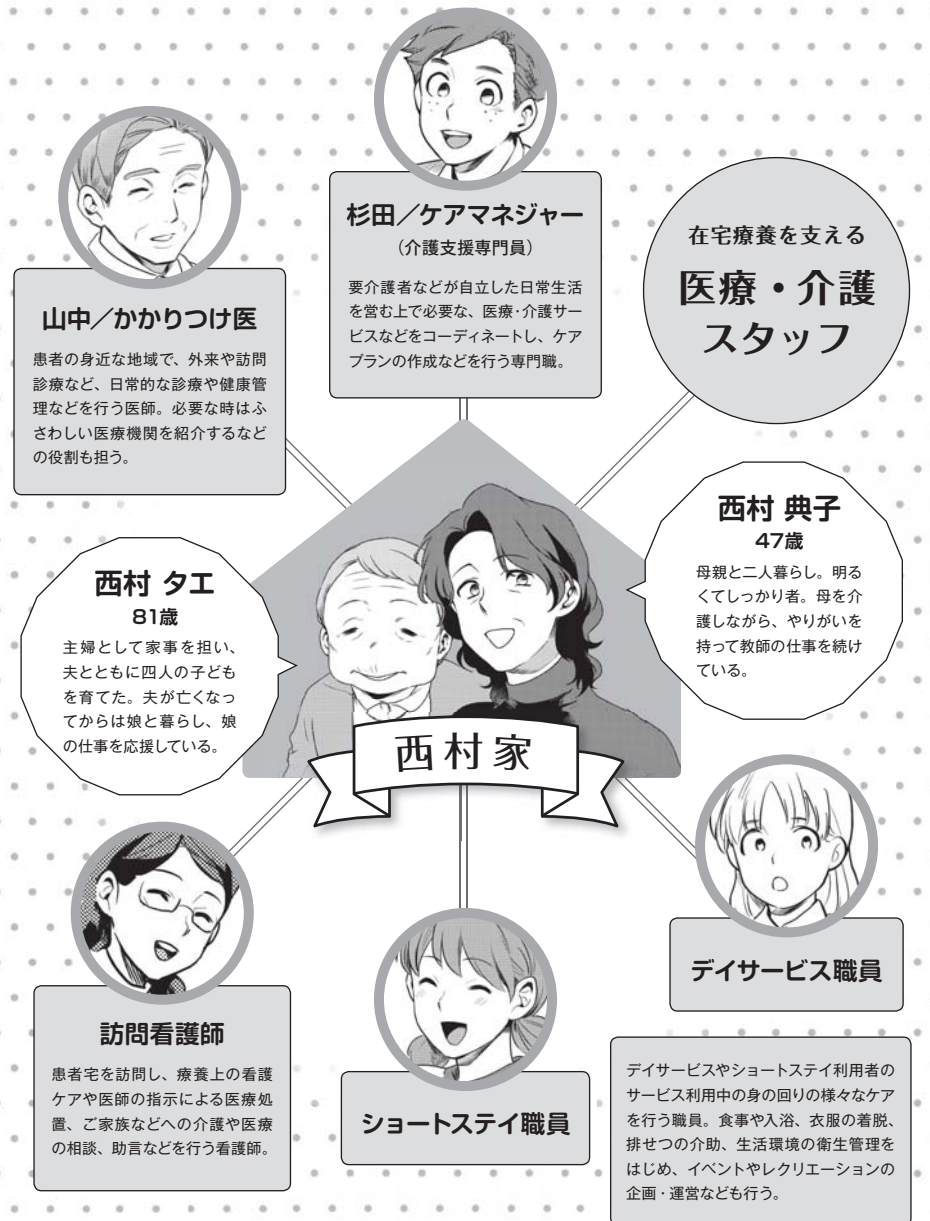 杉田／ケアマネジャー
（介護支援専門員）
要介護者などが自立した日常生活
を営む上で必要な、医療・介護サー
ビスなどをコーディネートし、ケア
プランの作成などを行う専門職。
在宅療養を支える
医療・介護
スタッフ
山中／かかりつけ医
患者の身近な地域で、外来や訪問
診療など、日常的な診療や健康管
理などを行う医師。必要な時はふ
さわしい医療機関を紹介するなど
の役割も担う。
西村 典子
47歳
母親と二人暮らし。明る
くてしっかり者。母を介
護しながら、やりがいを
持って教師の仕事を続け
ている。
西村 タエ
81歳
主婦として家事を担い、
夫とともに四人の子ども
を育てた。夫が亡くなっ
てからは娘と暮らし、娘
の仕事を応援している。
西村家
訪問看護師
患者宅を訪問し、療養上の看護
ケアや医師の指示による医療処
置、ご家族などへの介護や医療
の相談、助言などを行う看護師。
ショートステイ職員
デイサービス職員
デイサービスやショートステイ利用者の
サービス利用中の身の回りの様々なケア
を行う職員。食事や入浴、衣服の着脱、
排せつの介助、生活環境の衛生管理を
はじめ、イベントやレクリエーションの
企画・運営なども行う。